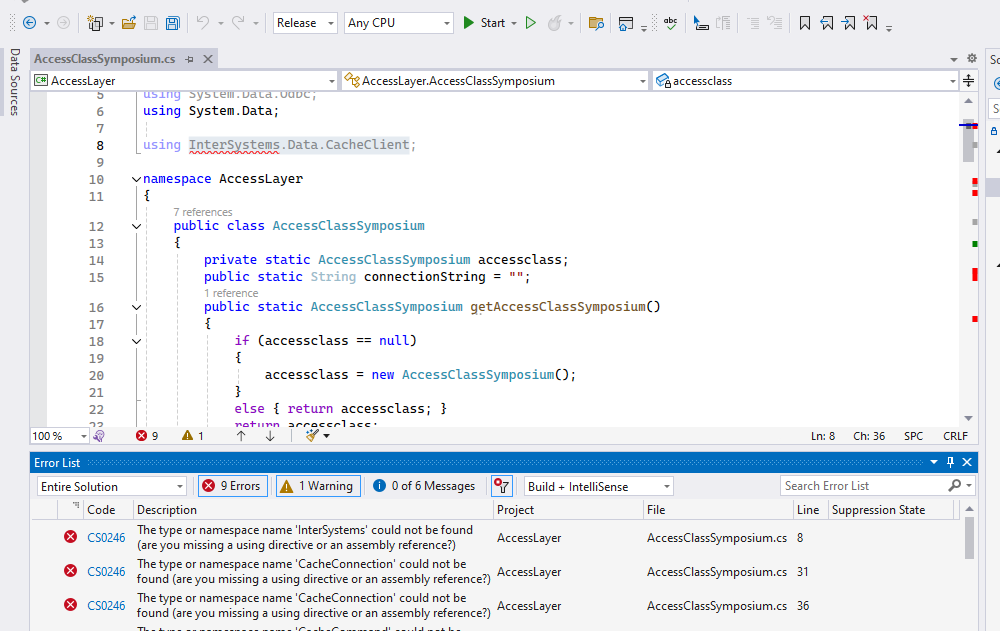 Release
Any CPU
Start
abc
Data Sources
AccessClassSymposium.cs
AccessLayer
AccessLayer.AccessClassSymposium
accessclass
5 using System.Data.Odbc;
6 using System.Data;
7
8 using InterSystems.Data.CacheClient;
9
10 namespace AccessLayer
11 {
7 references
12 public class AccessClassSymposium
13 {
14 private static AccessClassSymposium accessclass;
15 public static String connectionString = "";
1 reference
16 public static AccessClassSymposium getAccessClassSymposium()
17 {
18 if (accessclass == null)
19 {
20 accessclass = new AccessClassSymposium();
21 }
22 else { return accessclass; }
23 return accessclass;
100 %
9
1
Ln: 8
Ch: 36
SPC
CRLF
Error List
Entire Solution
9 Errors
1 Warning
0 of 6 Messages
Build + IntelliSense
Search Error List
Code Description Project File Line Suppression State
CS0246 The type or namespace name 'InterSystems' could not be found
(are you missing a using directive or an assembly reference?) AccessLayer AccessClassSymposium.cs 8
CS0246 The type or namespace name 'CacheConnection' could not be
found (are you missing a using directive or an assembly reference?) AccessLayer AccessClassSymposium.cs 31
CS0246 The type or namespace name 'CacheConnection' could not be
found (are you missing a using directive or an assembly reference?) AccessLayer AccessClassSymposium.cs 36
The type or namespace name 'CacheCommand' could not be